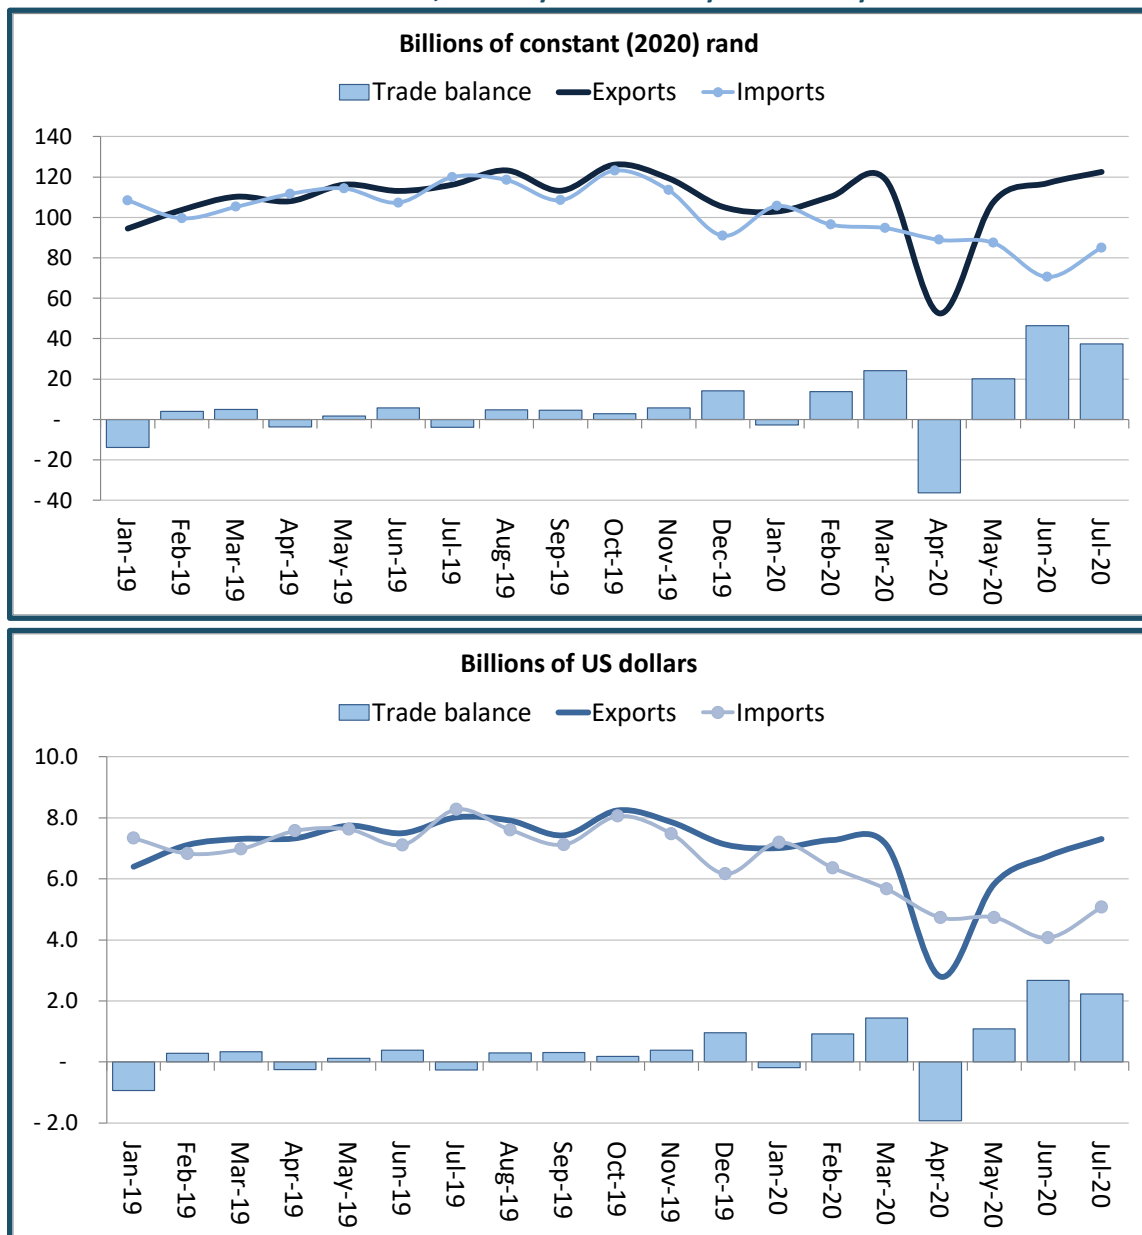 Billions of constant (2020) rand
Trade balance Exports Imports
140
120
100
80
60
40
20
-
- 20
- 40
Jan-19 Feb-19 Mar-19 Apr-19 May-19 Jun-19 Jul-19 Aug-19 Sep-19 Oct-19 Nov-19 Dec-19 Jan-20 Feb-20 Mar-20 Apr-20 May-20 Jun-20 Jul-20
Billions of US dollars
Trade balance Exports Imports
10.0
8.0
6.0
4.0
2.0
-
- 2.0
Jan-19 Feb-19 Mar-19 Apr-19 May-19 Jun-19 Jul-19 Aug-19 Sep-19 Oct-19 Nov-19 Dec-19 Jan-20 Feb-20 Mar-20 Apr-20 May-20 Jun-20 Jul-20